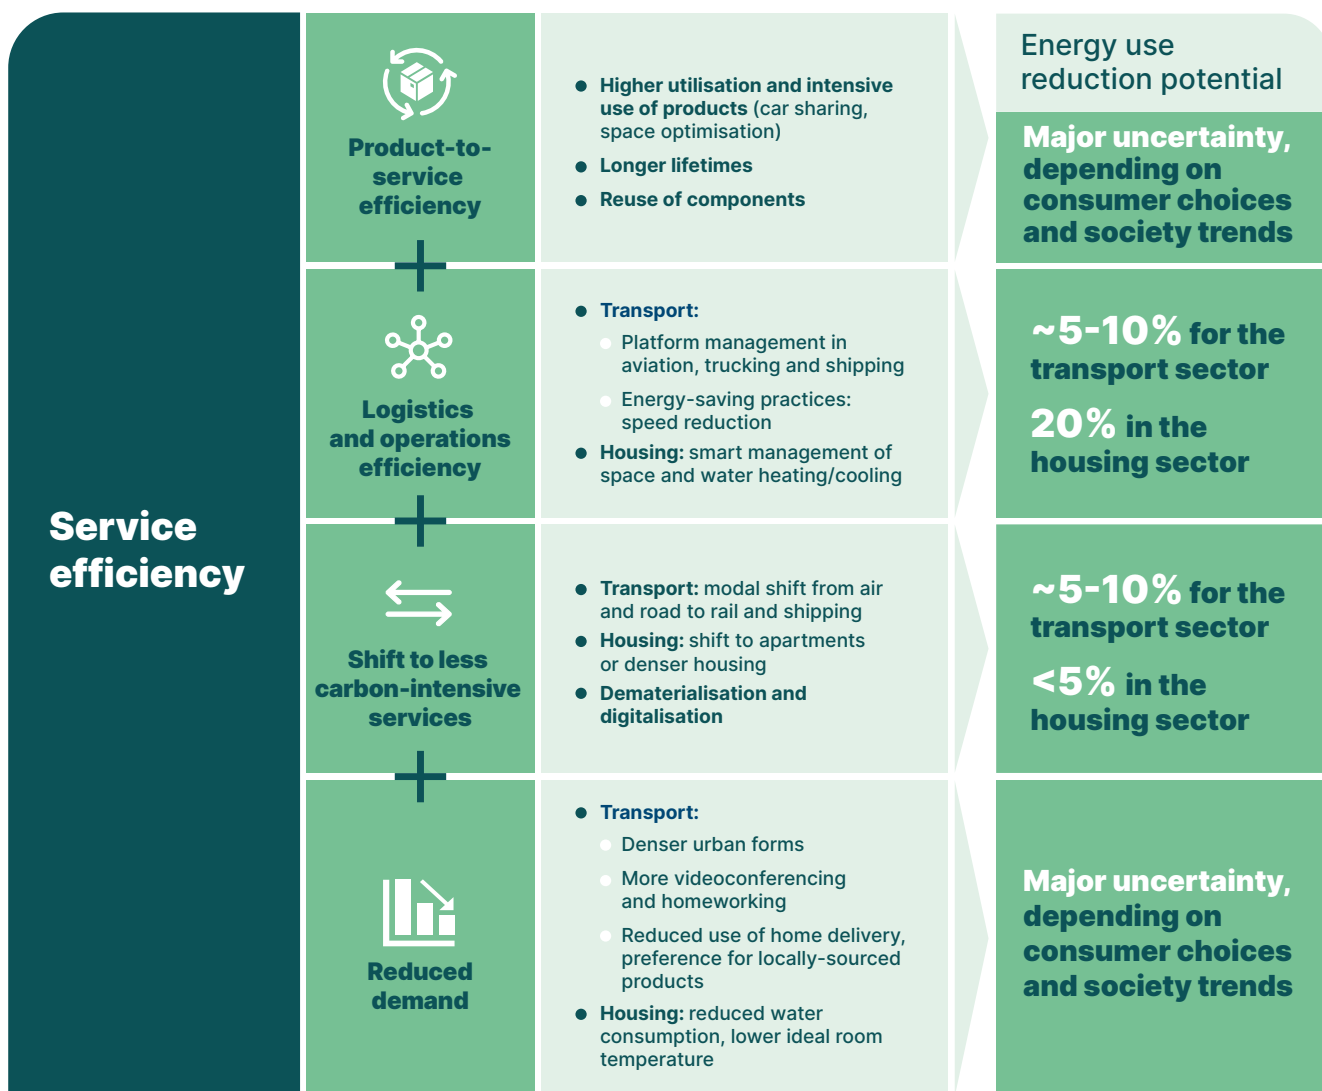 Service
efficiency
Product-to-
service
efficiency
Higher utilisation and intensive
use of products (car sharing,
space optimisation)
Longer lifetimes
Reuse of components
Energy use
reduction potential
Major uncertainty,
depending on
consumer choices
and society trends
Logistics
and operations
efficiency
Transport:
Platform management in
aviation, trucking and shipping
Energy-saving practices:
speed reduction
Housing: smart management of
space and water heating/cooling
~5-10% for the
transport sector
20% in the
housing sector
Shift to less
carbon-intensive
services
Transport: modal shift from air
and road to rail and shipping
Housing: shift to apartments
or denser housing
Dematerialisation and
digitalisation
~5-10% for the
transport sector
<5% in the
housing sector
Reduced
demand
Transport:
Denser urban forms
More videoconferencing
and homeworking
Reduced use of home delivery,
preference for locally-sourced
products
Housing: reduced water
consumption, lower ideal room
temperature
Major uncertainty,
depending on
consumer choices
and society trends